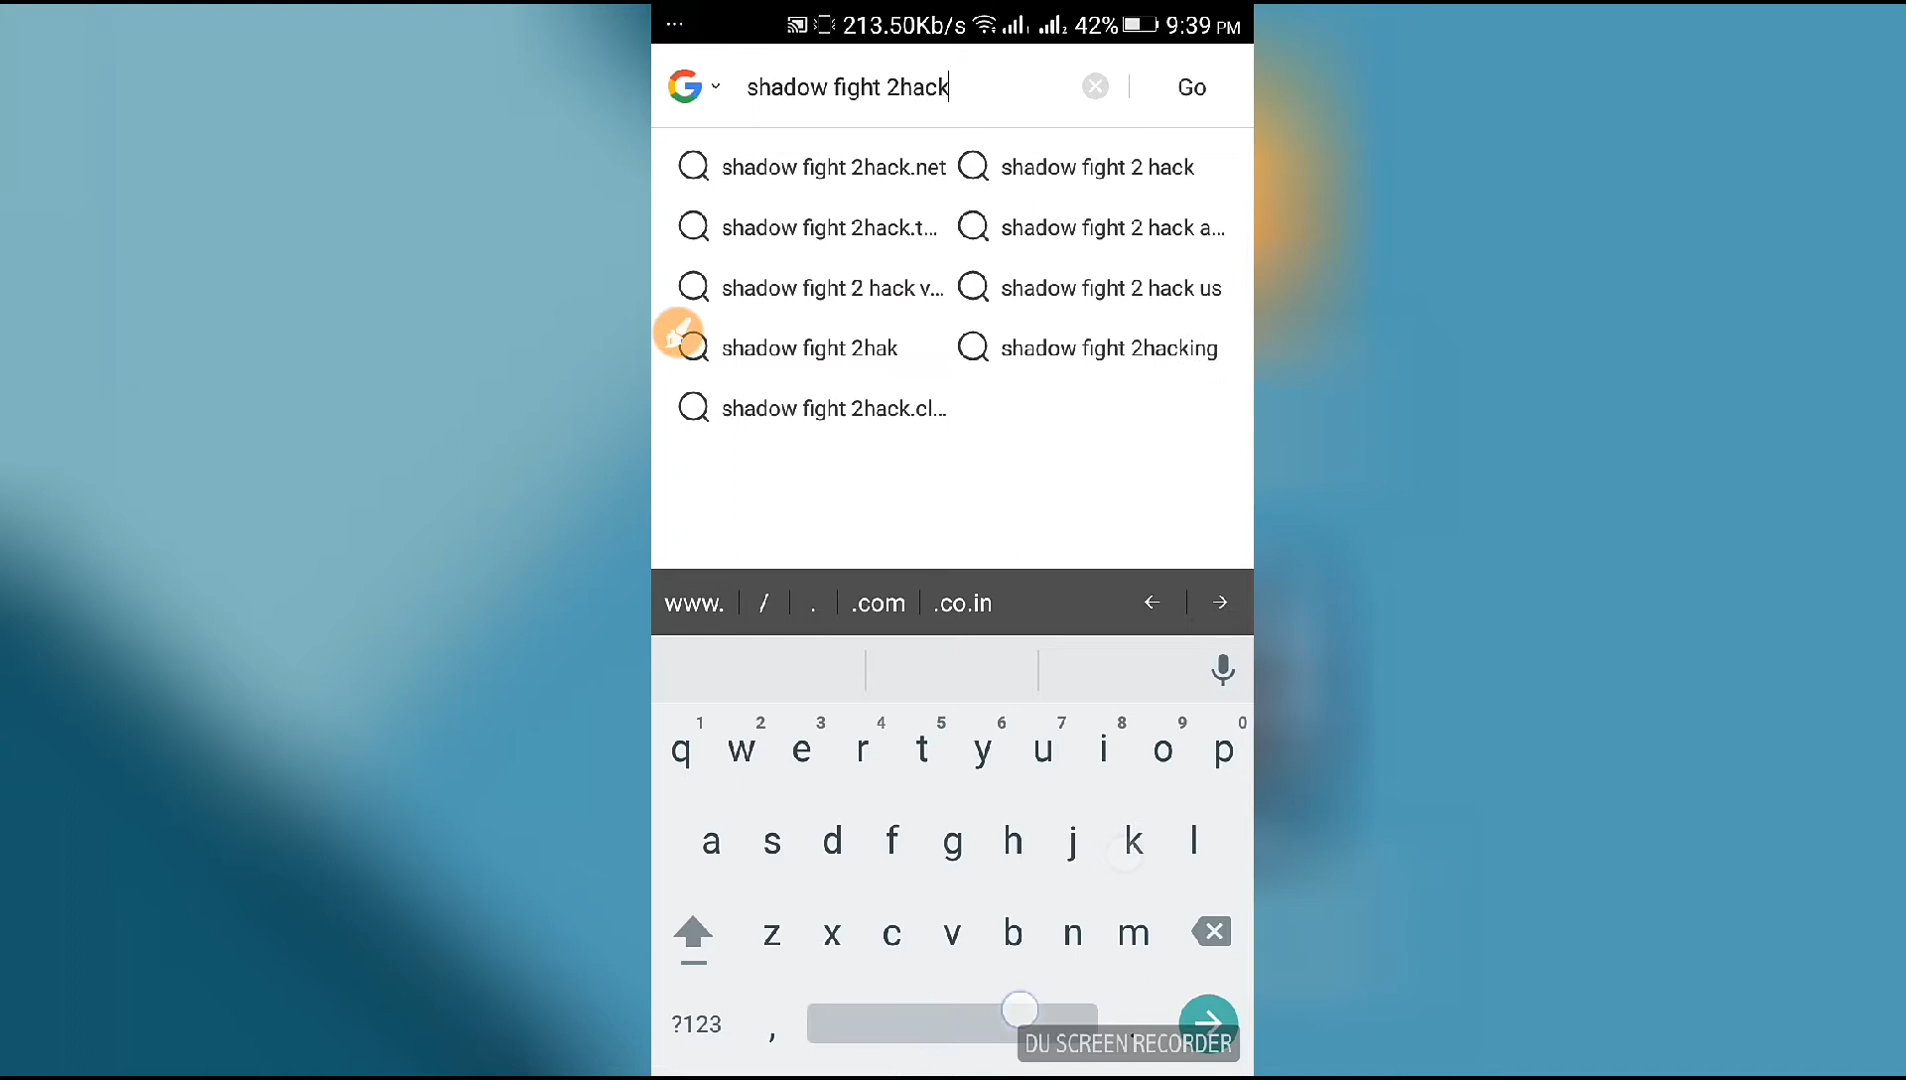 ... 213.50Kb/s 42% 9:39 PM
shadow fight 2hack Go
shadow fight 2hack.net shadow fight 2 hack
shadow fight 2hack.t... shadow fight 2 hack a...
shadow fight 2 hack v... shadow fight 2 hack us
shadow fight 2hak shadow fight 2hacking
shadow fight 2hack.cl...
www. / . .com .co.in ← →
1 2 3 4 5 6 7 8 9 0
q w e r t y u i o p
a s d f g h j k l
z x c v b n m
?123 , .
DU SCREEN RECORDER